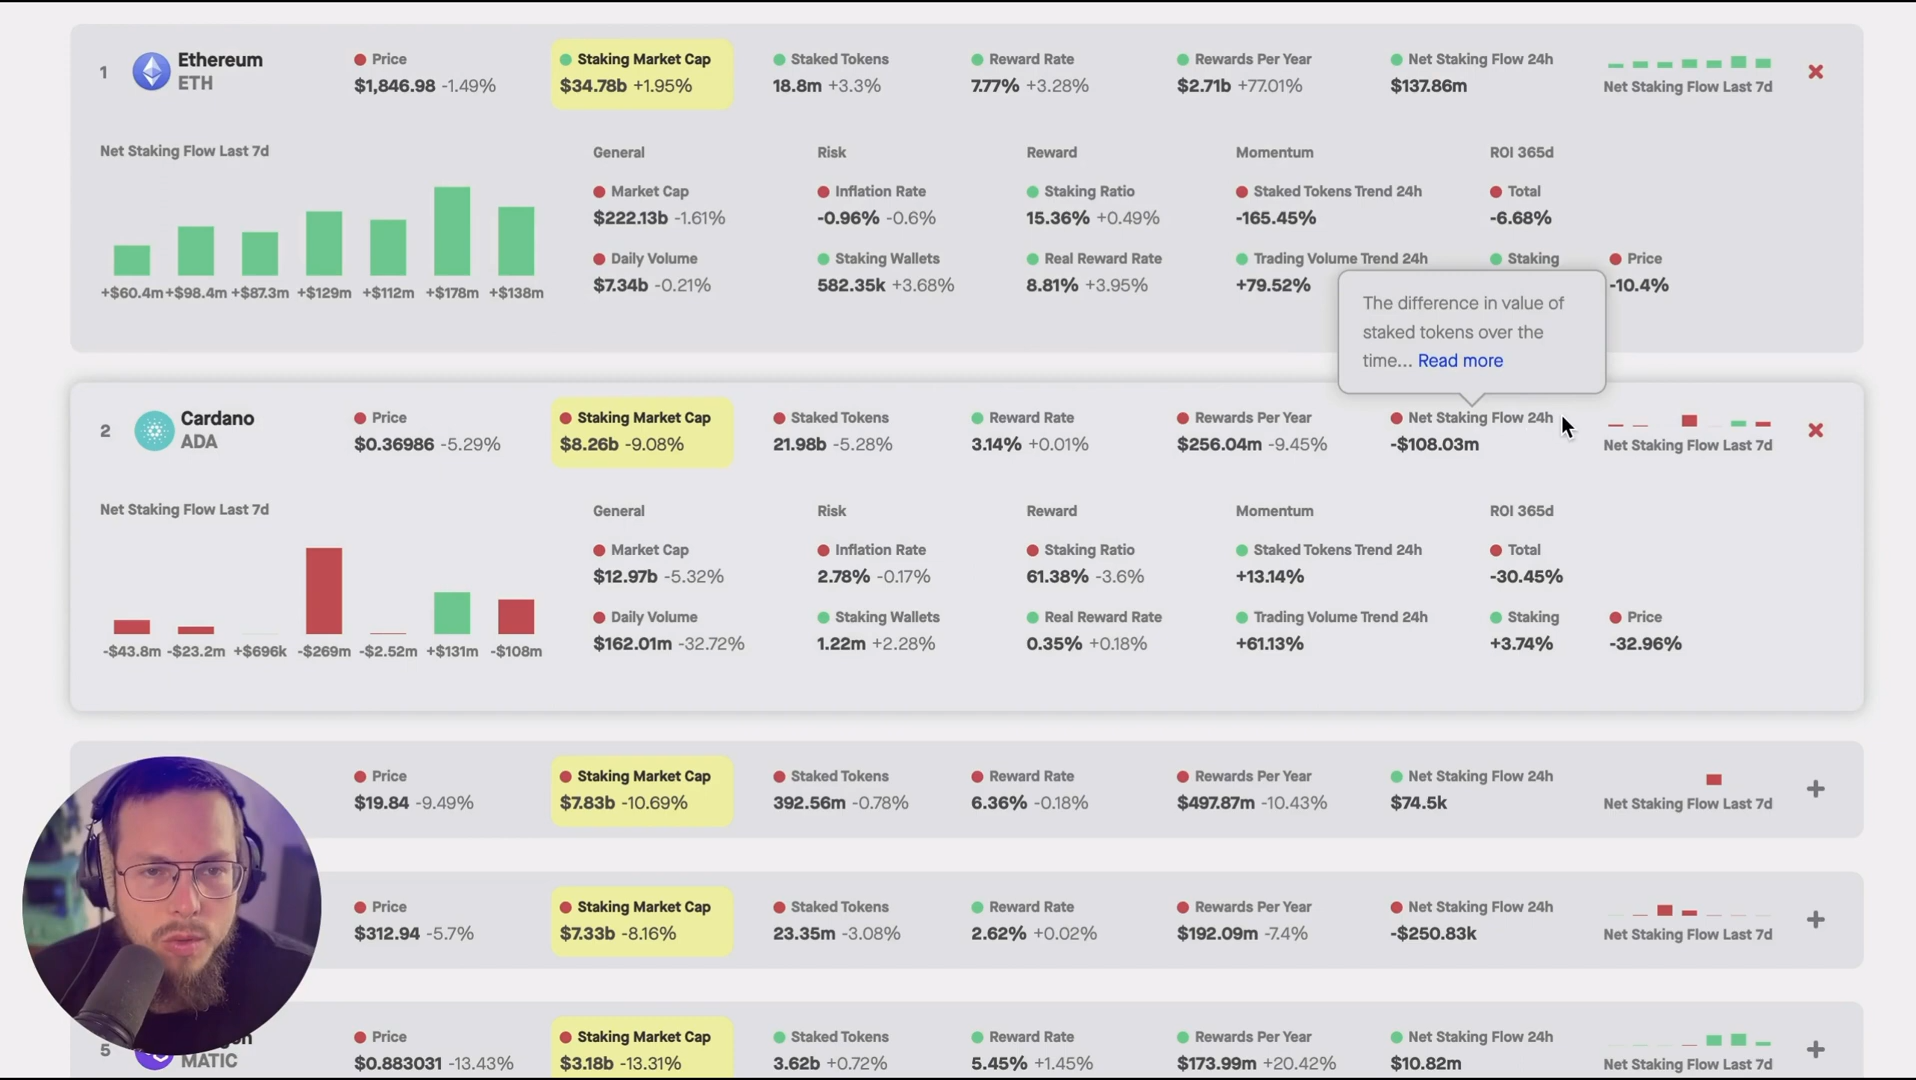 1
Ethereum
ETH
Price
$1,846.98 -1.49%
Staking Market Cap
$34.78b +1.95%
Staked Tokens
18.8m +3.3%
Reward Rate
7.77% +3.28%
Rewards Per Year
$2.71b +77.01%
Net Staking Flow 24h
$137.86m
Net Staking Flow Last 7d
Net Staking Flow Last 7d
+$60.4m +$98.4m +$87.3m +$129m +$112m +$178m +$138m
General
Market Cap
$222.13b -1.61%
Daily Volume
$7.34b -0.21%
Risk
Inflation Rate
-0.96% -0.6%
Staking Wallets
582.35k +3.68%
Reward
Staking Ratio
15.36% +0.49%
Real Reward Rate
8.81% +3.95%
Momentum
Staked Tokens Trend 24h
-165.45%
Trading Volume Trend 24h
+79.52%
ROI 365d
Total
-6.68%
Staking
Price
-10.4%
The difference in value of
staked tokens over the
time... Read more
2
Cardano
ADA
Price
$0.36986 -5.29%
Staking Market Cap
$8.26b -9.08%
Staked Tokens
21.98b -5.28%
Reward Rate
3.14% +0.01%
Rewards Per Year
$256.04m -9.45%
Net Staking Flow 24h
-$108.03m
Net Staking Flow Last 7d
Net Staking Flow Last 7d
-$43.8m -$23.2m +$696k -$269m -$2.52m +$131m -$108m
General
Market Cap
$12.97b -5.32%
Daily Volume
$162.01m -32.72%
Risk
Inflation Rate
2.78% -0.17%
Staking Wallets
1.22m +2.28%
Reward
Staking Ratio
61.38% -3.6%
Real Reward Rate
0.35% +0.18%
Momentum
Staked Tokens Trend 24h
+13.14%
Trading Volume Trend 24h
+61.13%
ROI 365d
Total
-30.45%
Staking
+3.74%
Price
-32.96%
Price
$19.84 -9.49%
Staking Market Cap
$7.83b -10.69%
Staked Tokens
392.56m -0.78%
Reward Rate
6.36% -0.18%
Rewards Per Year
$497.87m -10.43%
Net Staking Flow 24h
$74.5k
Net Staking Flow Last 7d
Price
$312.94 -5.7%
Staking Market Cap
$7.33b -8.16%
Staked Tokens
23.35m -3.08%
Reward Rate
2.62% +0.02%
Rewards Per Year
$192.09m -7.4%
Net Staking Flow 24h
-$250.83k
Net Staking Flow Last 7d
5
MATIC
Price
$0.883031 -13.43%
Staking Market Cap
$3.18b -13.31%
Staked Tokens
3.62b +0.72%
Reward Rate
5.45% +1.45%
Rewards Per Year
$173.99m +20.42%
Net Staking Flow 24h
$10.82m
Net Staking Flow Last 7d